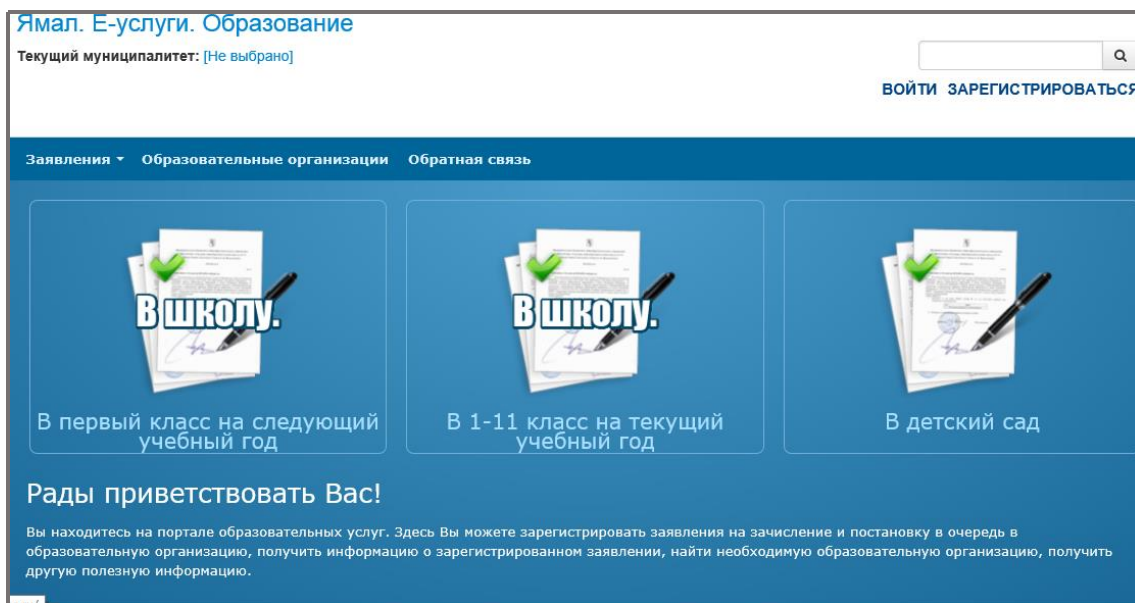 Ямал. Е-услуги. Образование
Текущий муниципалитет: [Не выбрано]
ВОЙТИ ЗАРЕГИСТРИРОВАТЬСЯ
Заявления Образовательные организации Обратная связь
В школу.
В школу.
В первый класс на следующий
учебный год
В 1-11 класс на текущий
учебный год
В детский сад
Рады приветствовать Вас!
Вы находитесь на портале образовательных услуг. Здесь Вы можете зарегистрировать заявления на зачисление и постановку в очередь в
образовательную организацию, получить информацию о зарегистрированном заявлении, найти необходимую образовательную организацию, получить
другую полезную информацию.